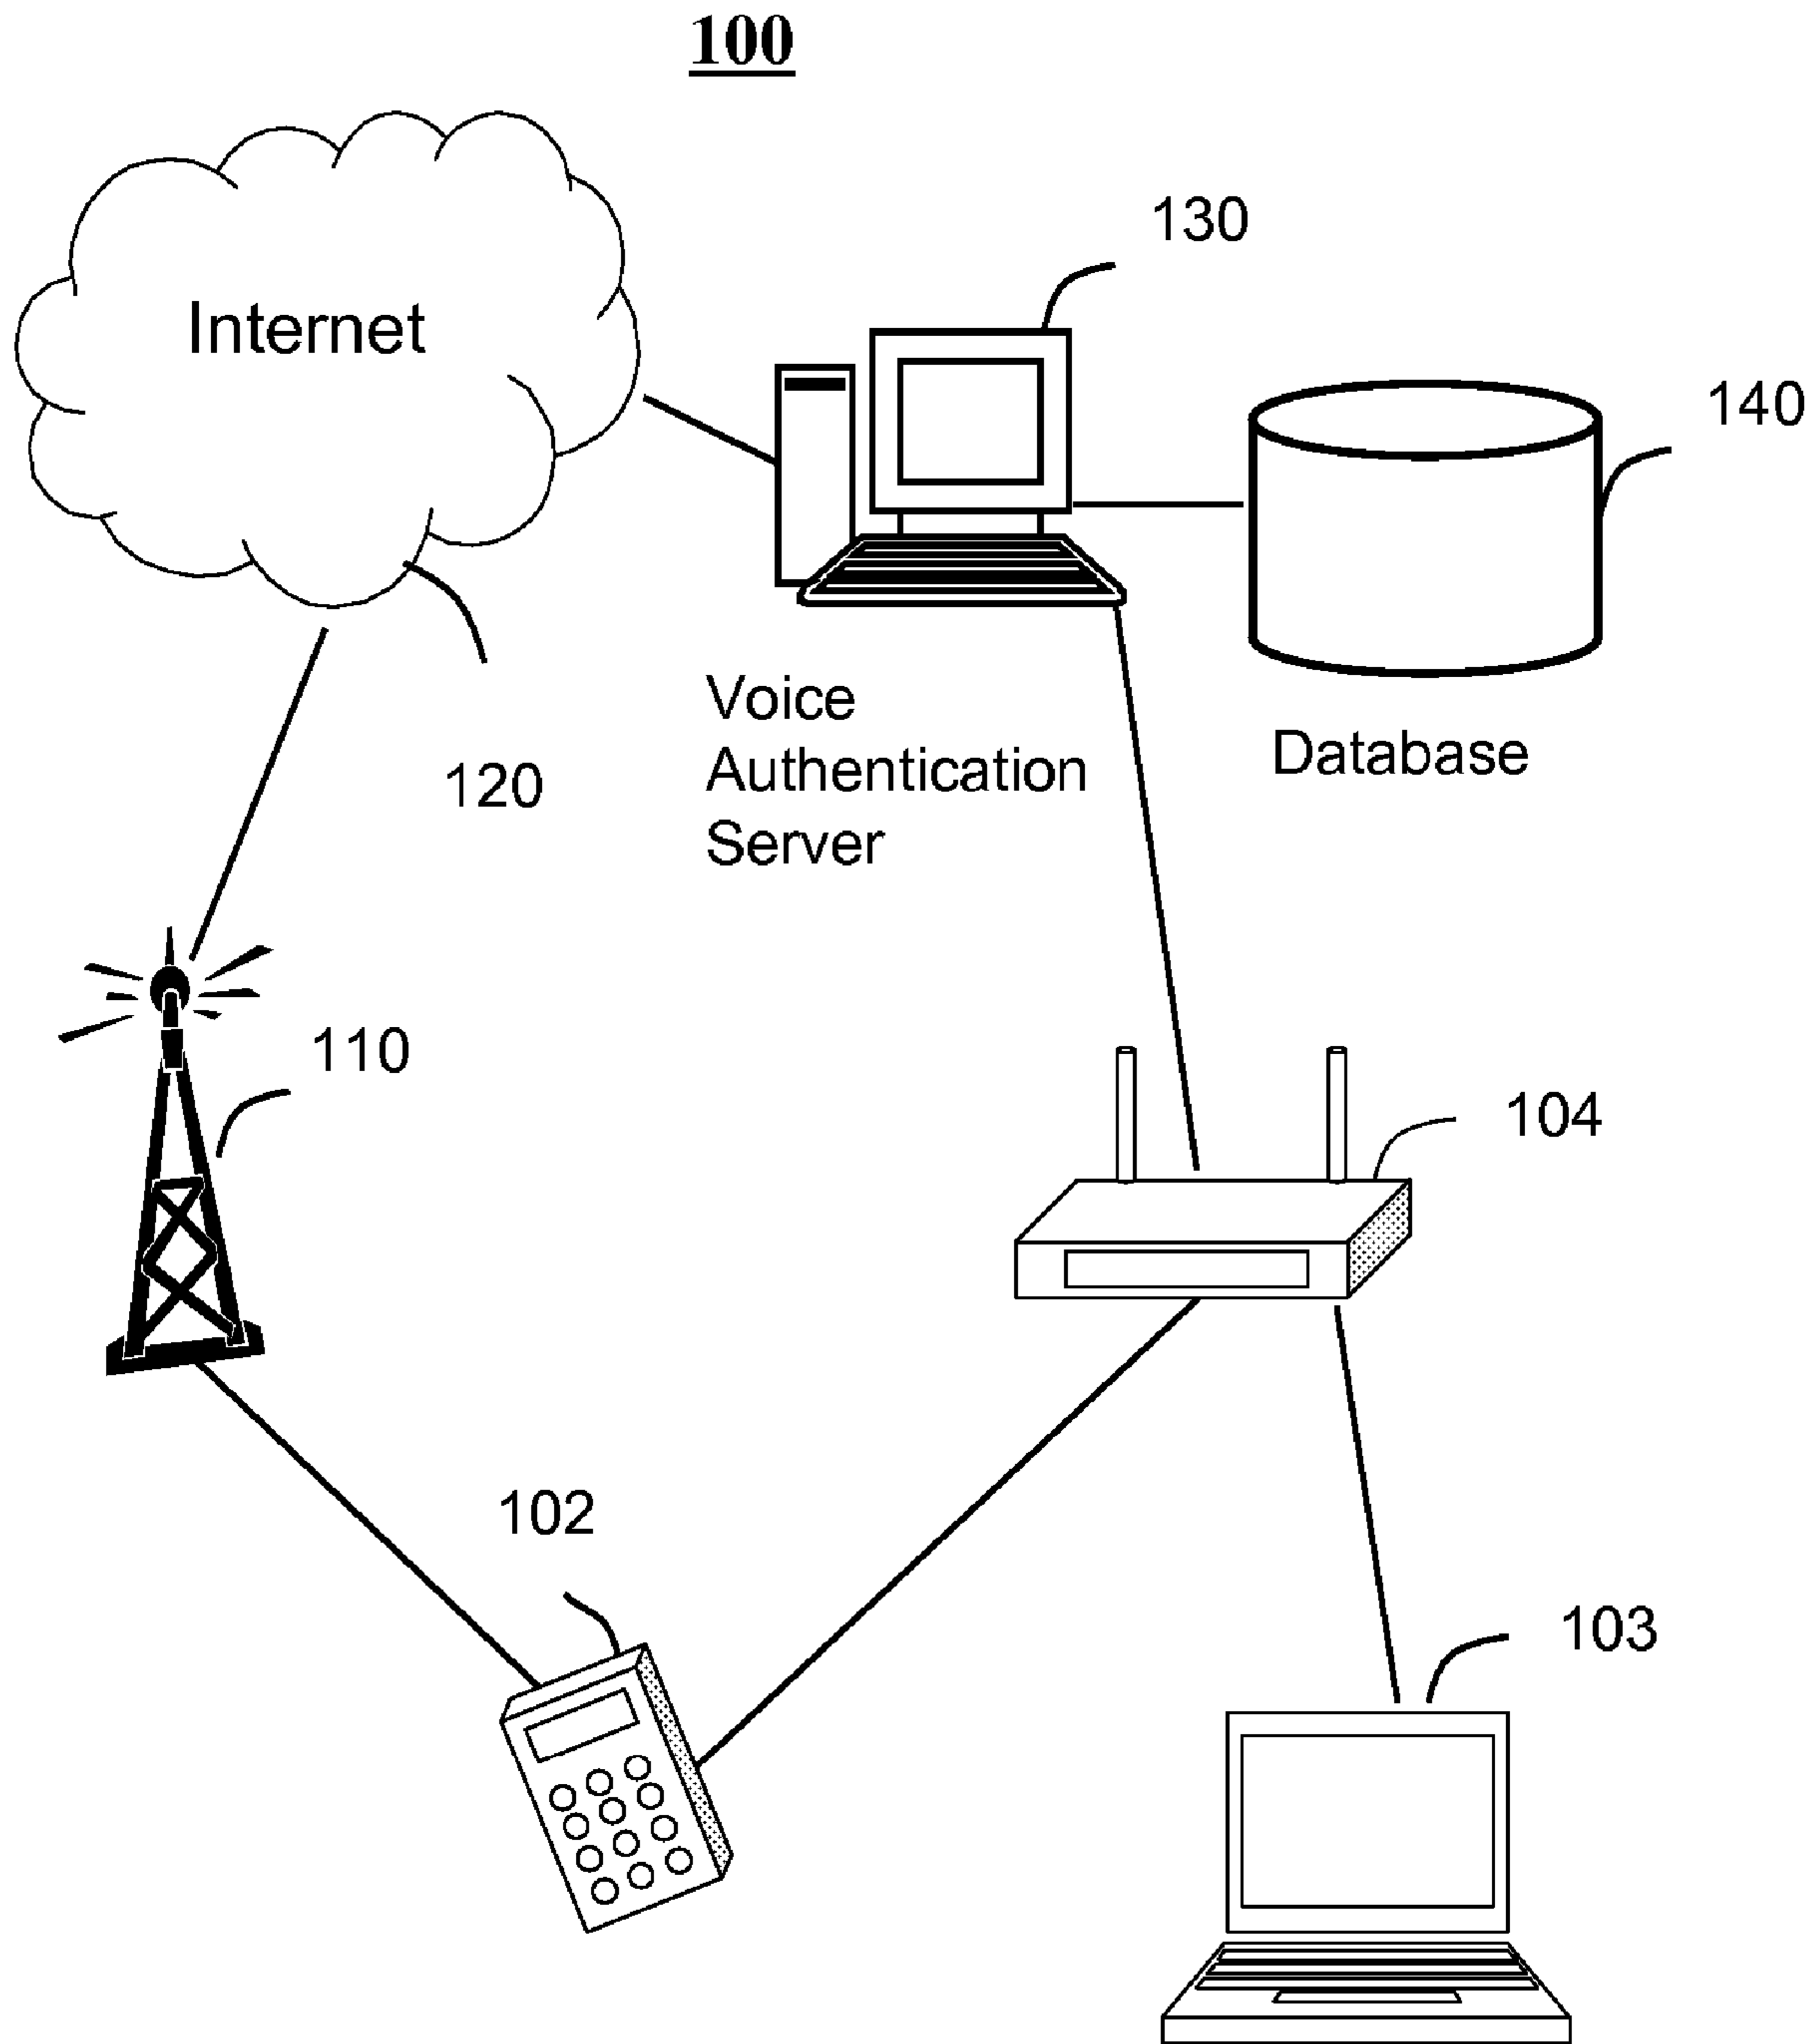 100
130
Internet
140
Voice
Authentication
Server
Database
120
110
104
102
103